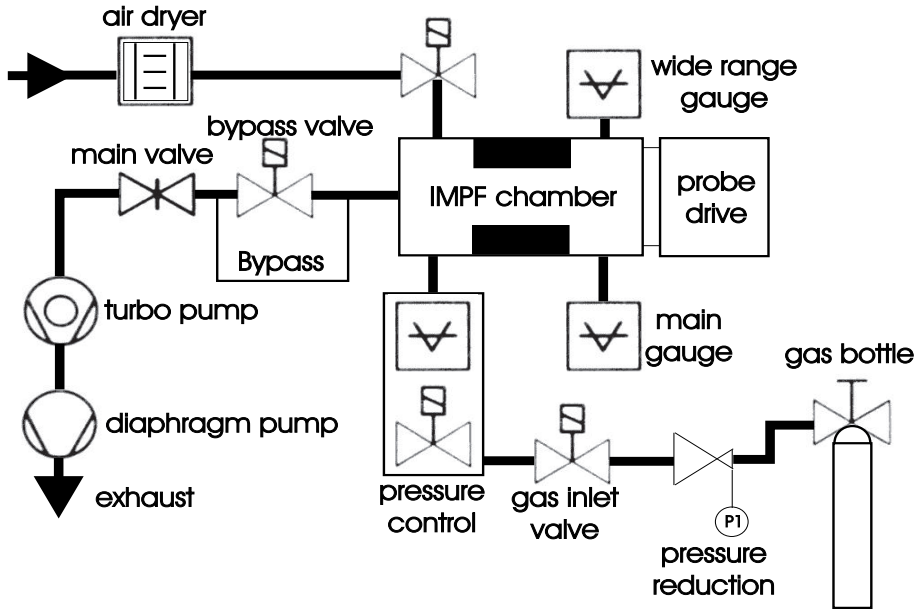 air dryer
wide range
gauge
bypass valve
main valve
IMPF chamber
probe
drive
Bypass
turbo pump
main
gauge
gas bottle
diaphragm pump
exhaust
pressure
control
gas inlet
valve
P1
pressure
reduction